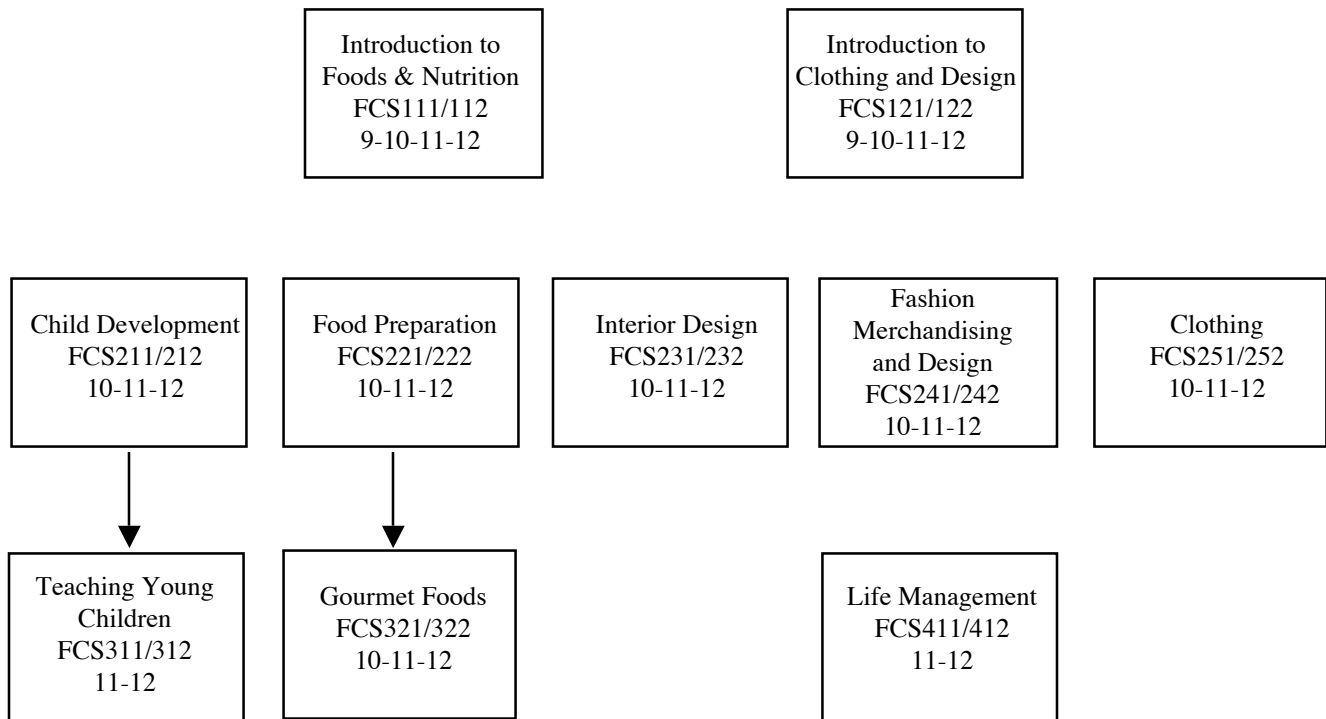 Introduction to
Foods & Nutrition
FCS111/112
9-10-11-12
Introduction to
Clothing and Design
FCS121/122
9-10-11-12
Child Development
FCS211/212
10-11-12
Food Preparation
FCS221/222
10-11-12
Interior Design
FCS231/232
10-11-12
Fashion
Merchandising
and Design
FCS241/242
10-11-12
Clothing
FCS251/252
10-11-12
Teaching Young
Children
FCS311/312
11-12
Gourmet Foods
FCS321/322
10-11-12
Life Management
FCS411/412
11-12